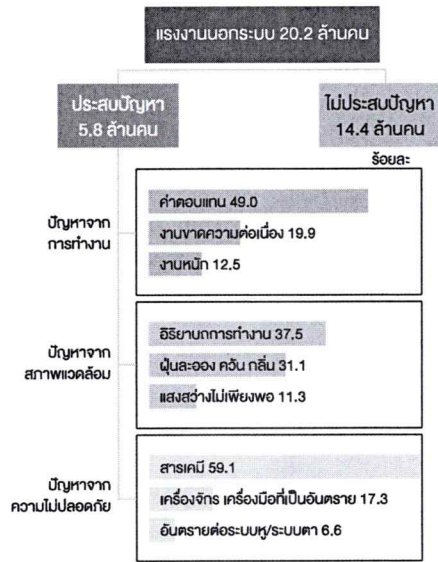 แรงงานนอกระบบ 20.2 ล้านคน
ประสบปัญหา
5.8 ล้านคน
ไม่ประสบปัญหา
14.4 ล้านคน
ร้อยละ
ปัญหาจาก
การทำงาน
ค่าตอบแทน 49.0
งานขาดความต่อเนื่อง 19.9
งานหนัก 12.5
ปัญหาจาก
สภาพแวดล้อม
อิริยาบถการทำงาน 37.5
ฝุ่นละออง ควัน กลิ่น 31.1
แสงสว่างไม่เพียงพอ 11.3
ปัญหาจาก
ความไม่ปลอดภัย
สารเคมี 59.1
เครื่องจักร เครื่องมือที่เป็นอันตราย 17.3
อันตรายต่อระบบหู/ระบบตา 6.6